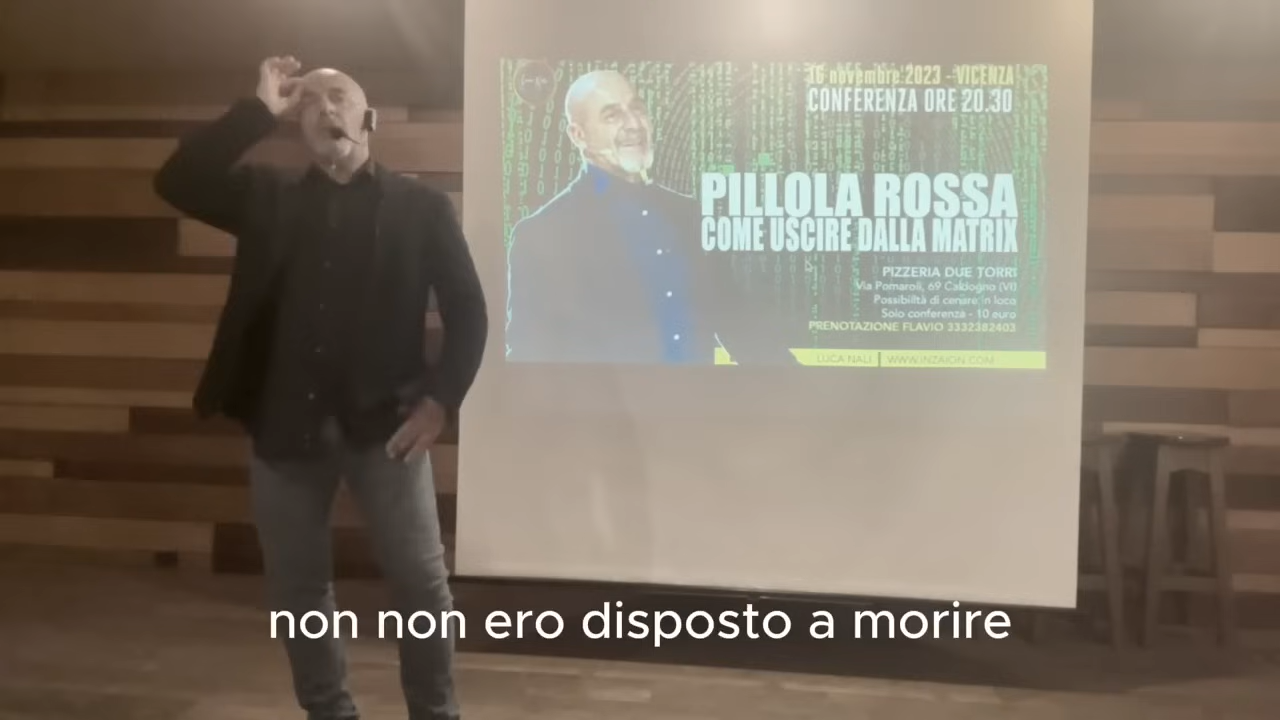 16 novembre 2023 - VICENZA
CONFERENZA ORE 20.30
PILLOLA ROSSA
COME USCIRE DALLA MATRIX
PIZZERIA DUE TORRI
Via Pomaroli, 69 Caldogno (VI)
Possibilità di cenare in loco
Solo conferenza - 10 euro
PRENOTAZIONE FLAVIO 3332382403
LUCA NALI | WWW.INZAION.COM
non non ero disposto a morire